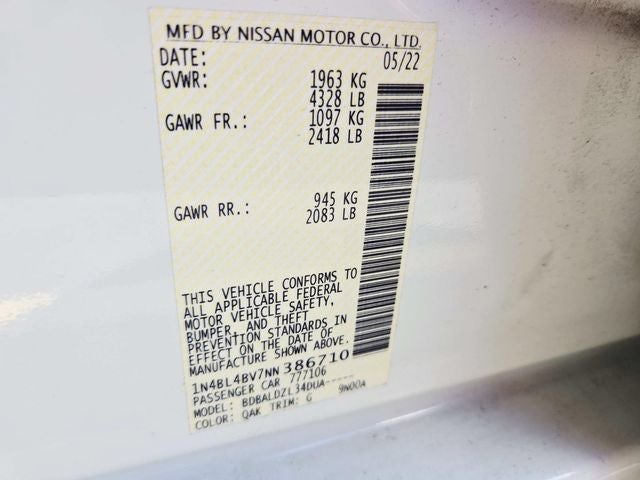 MFD BY NISSAN MOTOR CO., LTD.
DATE: 05/22
GVWR: 1963 KG
4328 LB
GAWR FR.: 1097 KG
2418 LB
GAWR RR.: 945 KG
2083 LB
THIS VEHICLE CONFORMS TO
ALL APPLICABLE FEDERAL
MOTOR VEHICLE SAFETY,
BUMPER, AND THEFT
PREVENTION STANDARDS IN
EFFECT ON THE DATE OF
MANUFACTURE SHOWN ABOVE.
1N4BL4BV7NN386710
PASSENGER CAR 777106
MODEL: BDBALDZL34DUA-----
COLOR: QAK TRIM: G 9N00A